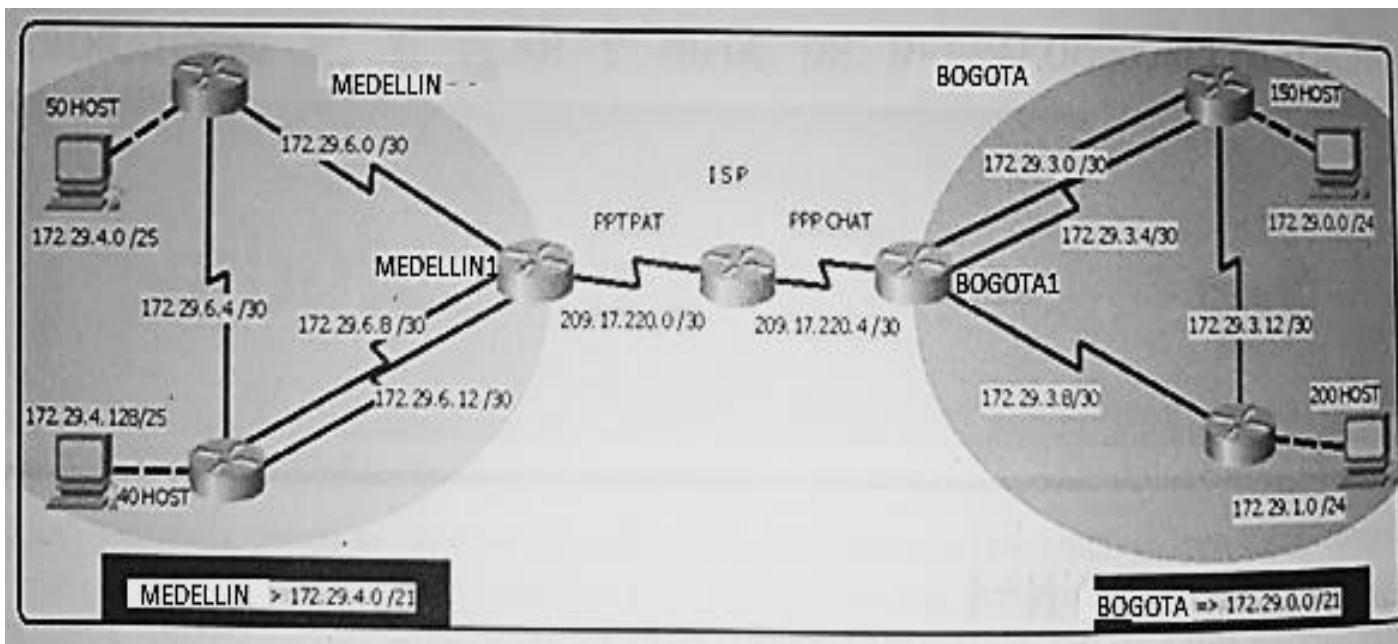 MEDELLIN - -
BOGOTA
50 HOST
150 HOST
172.29.6.0/30
172.29.3.0/30
I S P
172.29.4.0 /25
172.29.0.0 /24
PPT PAT
PPP CHAT
172.29.3.4/30
MEDELLIN1
BOGOTA1
172.29.6.4 /30
172.29.6.8 /30
209.17.220.0 /30
209.17.220.4 /30
172.29.3.12 /30
172.29.6.12 /30
172.29.3.8/30
200 HOST
172.29.4.128/25
40 HOST
172.29.1.0 /24
MEDELLIN > 172.29.4.0 /21
BOGOTA => 172.29.0.0 /21